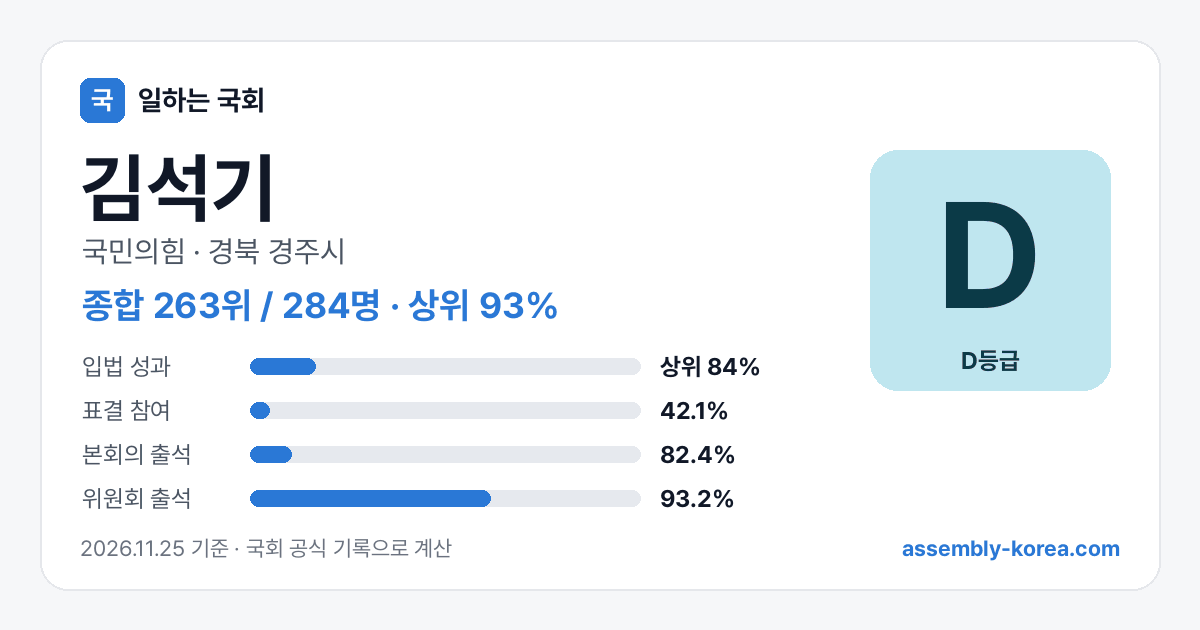 국 일하는 국회
김석기
국민의힘 · 경북 경주시
종합 263위 / 284명 · 상위 93%
입법 성과 상위 84%
표결 참여 42.1%
본회의 출석 82.4%
위원회 출석 93.2%
D
D등급
2026.11.25 기준 · 국회 공식 기록으로 계산
assembly-korea.com